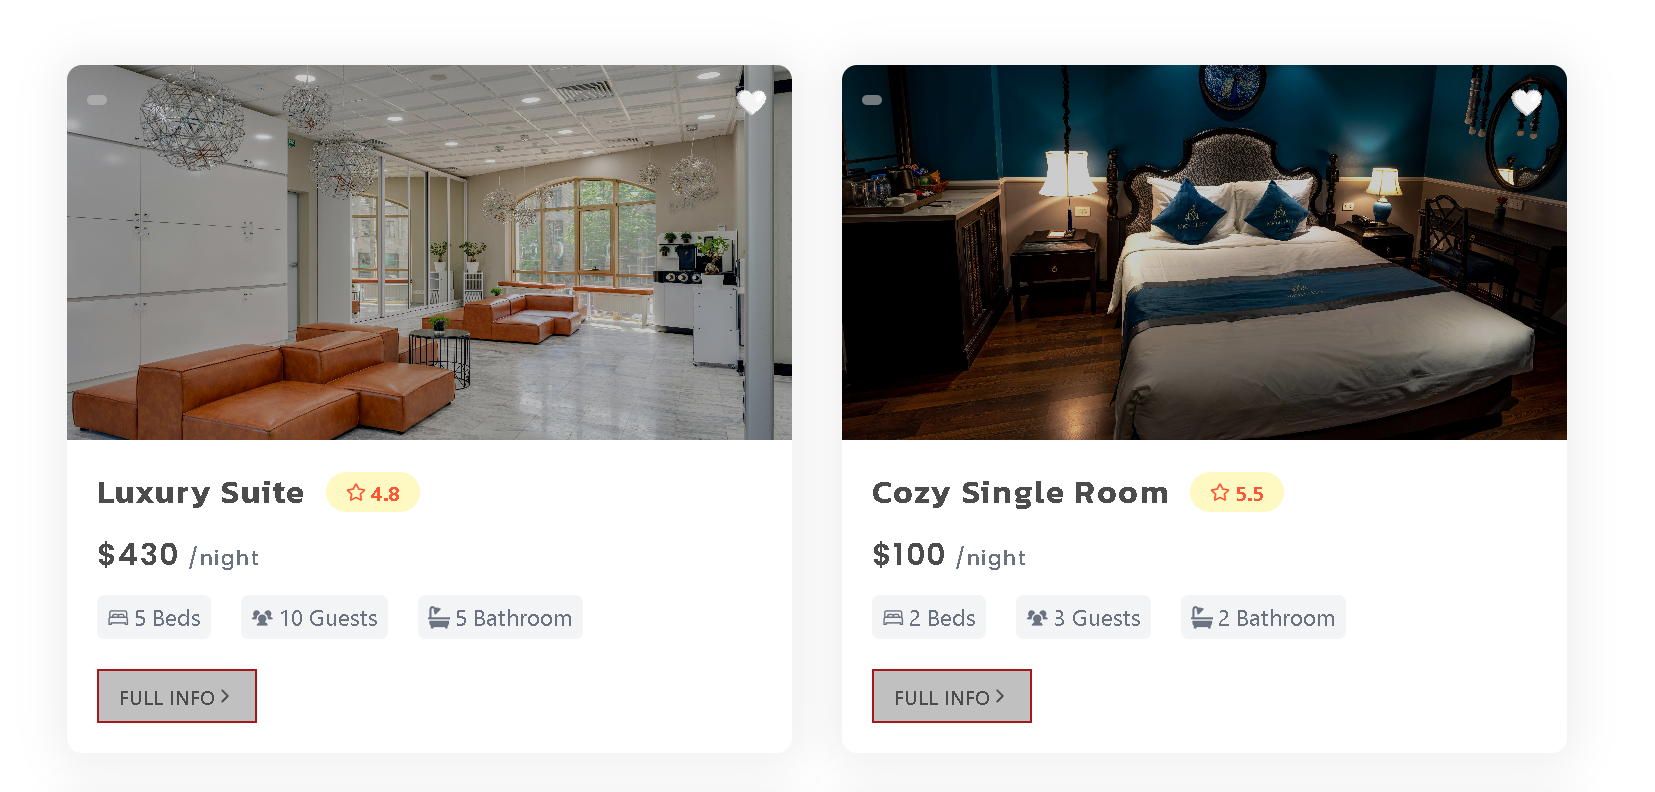 Luxury Suite 4.8
$430 /night
5 Beds 10 Guests 5 Bathroom
FULL INFO >
Cozy Single Room 5.5
$100 /night
2 Beds 3 Guests 2 Bathroom
FULL INFO >